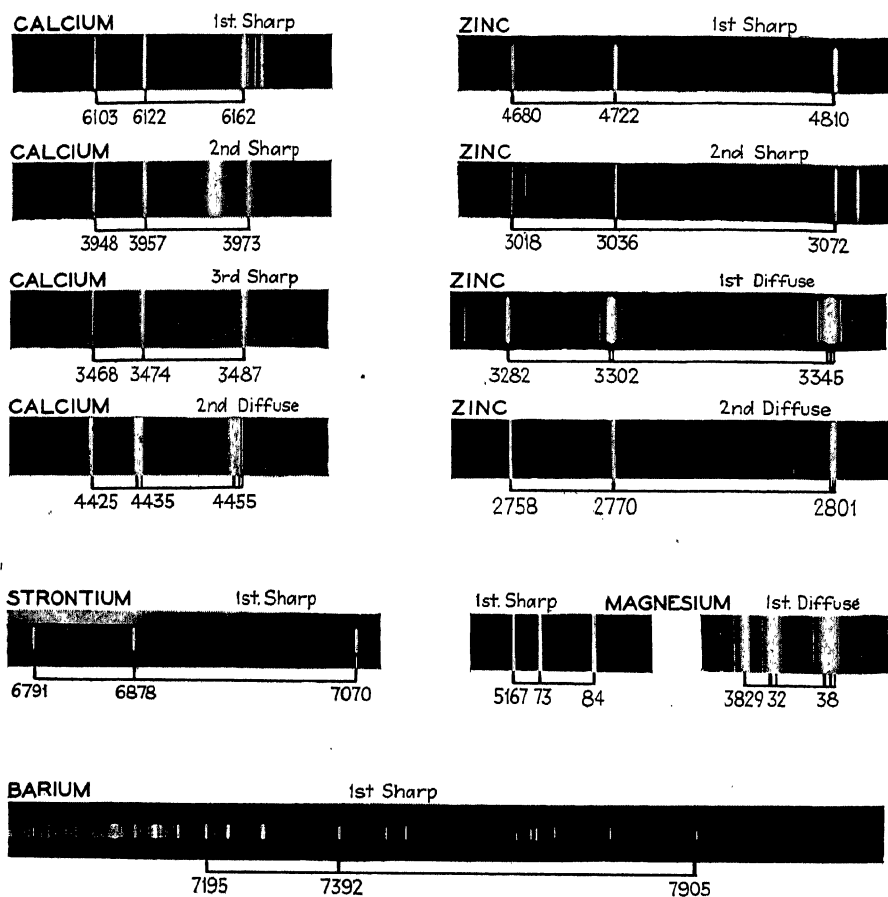 CALCIUM 1st. Sharp
6103 6122 6162
ZINC 1st Sharp
4680 4722 4810
CALCIUM 2nd Sharp
3948 3957 3973
ZINC 2nd Sharp
3018 3036 3072
CALCIUM 3rd Sharp
3468 3474 3487
ZINC 1st Diffuse
3282 3302 3345
CALCIUM 2nd Diffuse
4425 4435 4455
ZINC 2nd Diffuse
2758 2770 2801
STRONTIUM 1st. Sharp
6791 6878 7070
1st. Sharp MAGNESIUM 1st. Diffuse
5167 73 84 3829 32 38
BARIUM 1st Sharp
7195 7392 7905